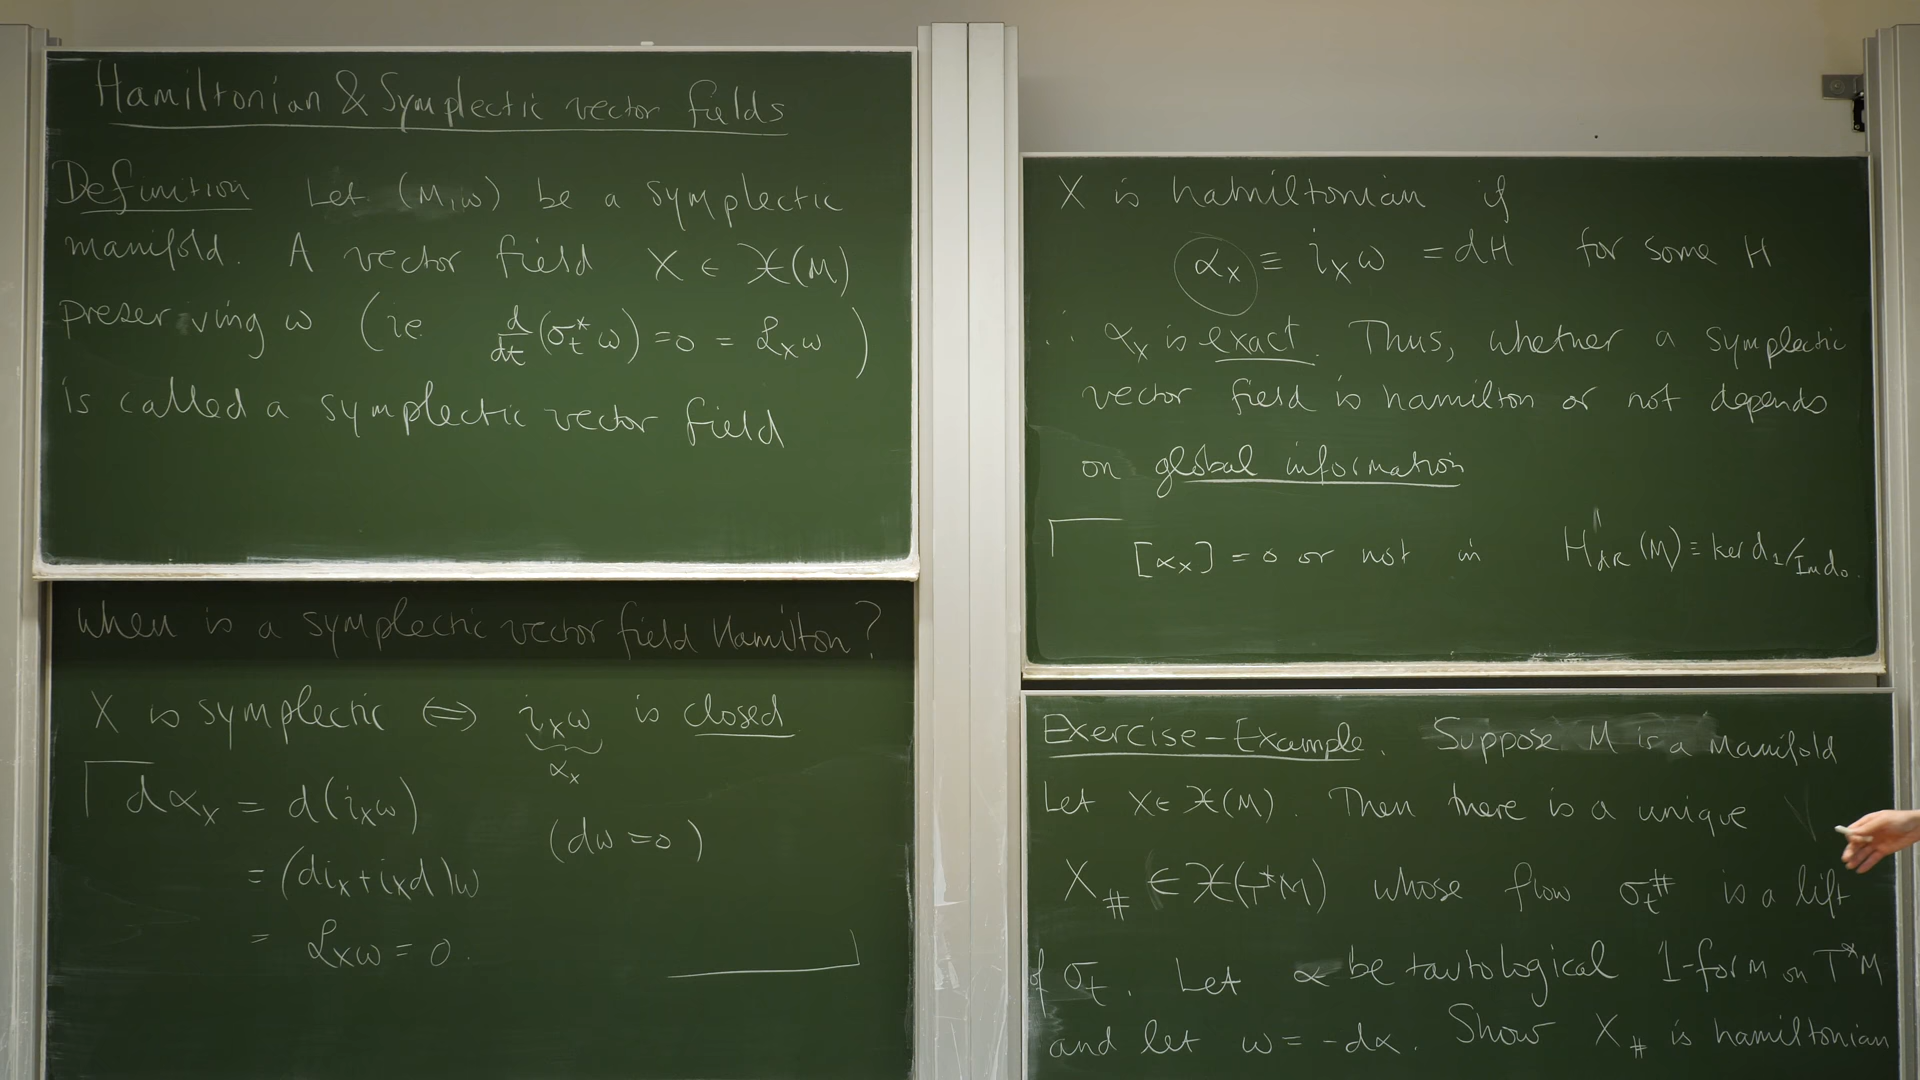 Hamiltonian & Symplectic vector fields
Definition Let (M, ω) be a symplectic
manifold. A vector field X ∈ 𝔛(M)
preserving ω (ie d/dt (σ_t^* ω) = 0 = ℒ_X ω)
is called a symplectic vector field
When is a symplectic vector field Hamilton?
X is symplectic ⇔ i_X ω is closed
α_X
dα_X = d(i_X ω)
(dω = 0)
= (di_X + i_X d)ω
= ℒ_X ω = 0.
X is hamiltonian if
α_X ≡ i_X ω = dH for some H
∴ α_X is exact. Thus, whether a symplectic
vector field is hamilton or not depends
on global information
[α_X] = 0 or not in H^1_dR (M) ≡ ker d_1/Im d_0.
Exercise-Example. Suppose M is a manifold
Let X ∈ 𝔛(M). Then there is a unique
X_# ∈ 𝔛(T*M) whose flow σ_t^# is a lift
of σ_t. Let α be tautological 1-form on T*M
and let ω = -dα. Show X_# is hamiltonian